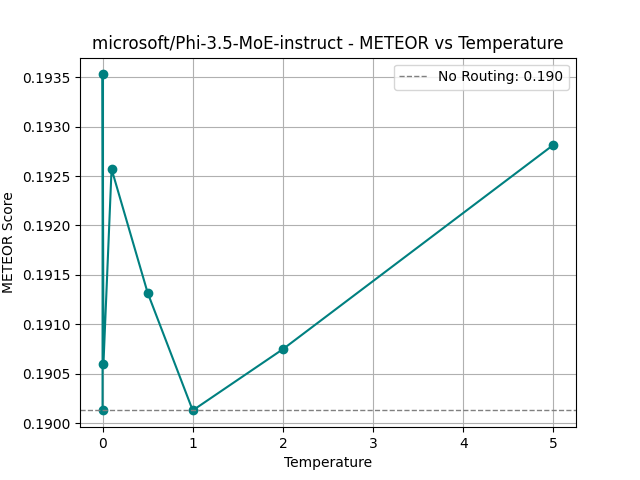 microsoft/Phi-3.5-MoE-instruct - METEOR vs Temperature
No Routing: 0.190
METEOR Score
0.1935
0.1930
0.1925
0.1920
0.1915
0.1910
0.1905
0.1900
0 1 2 3 4 5
Temperature